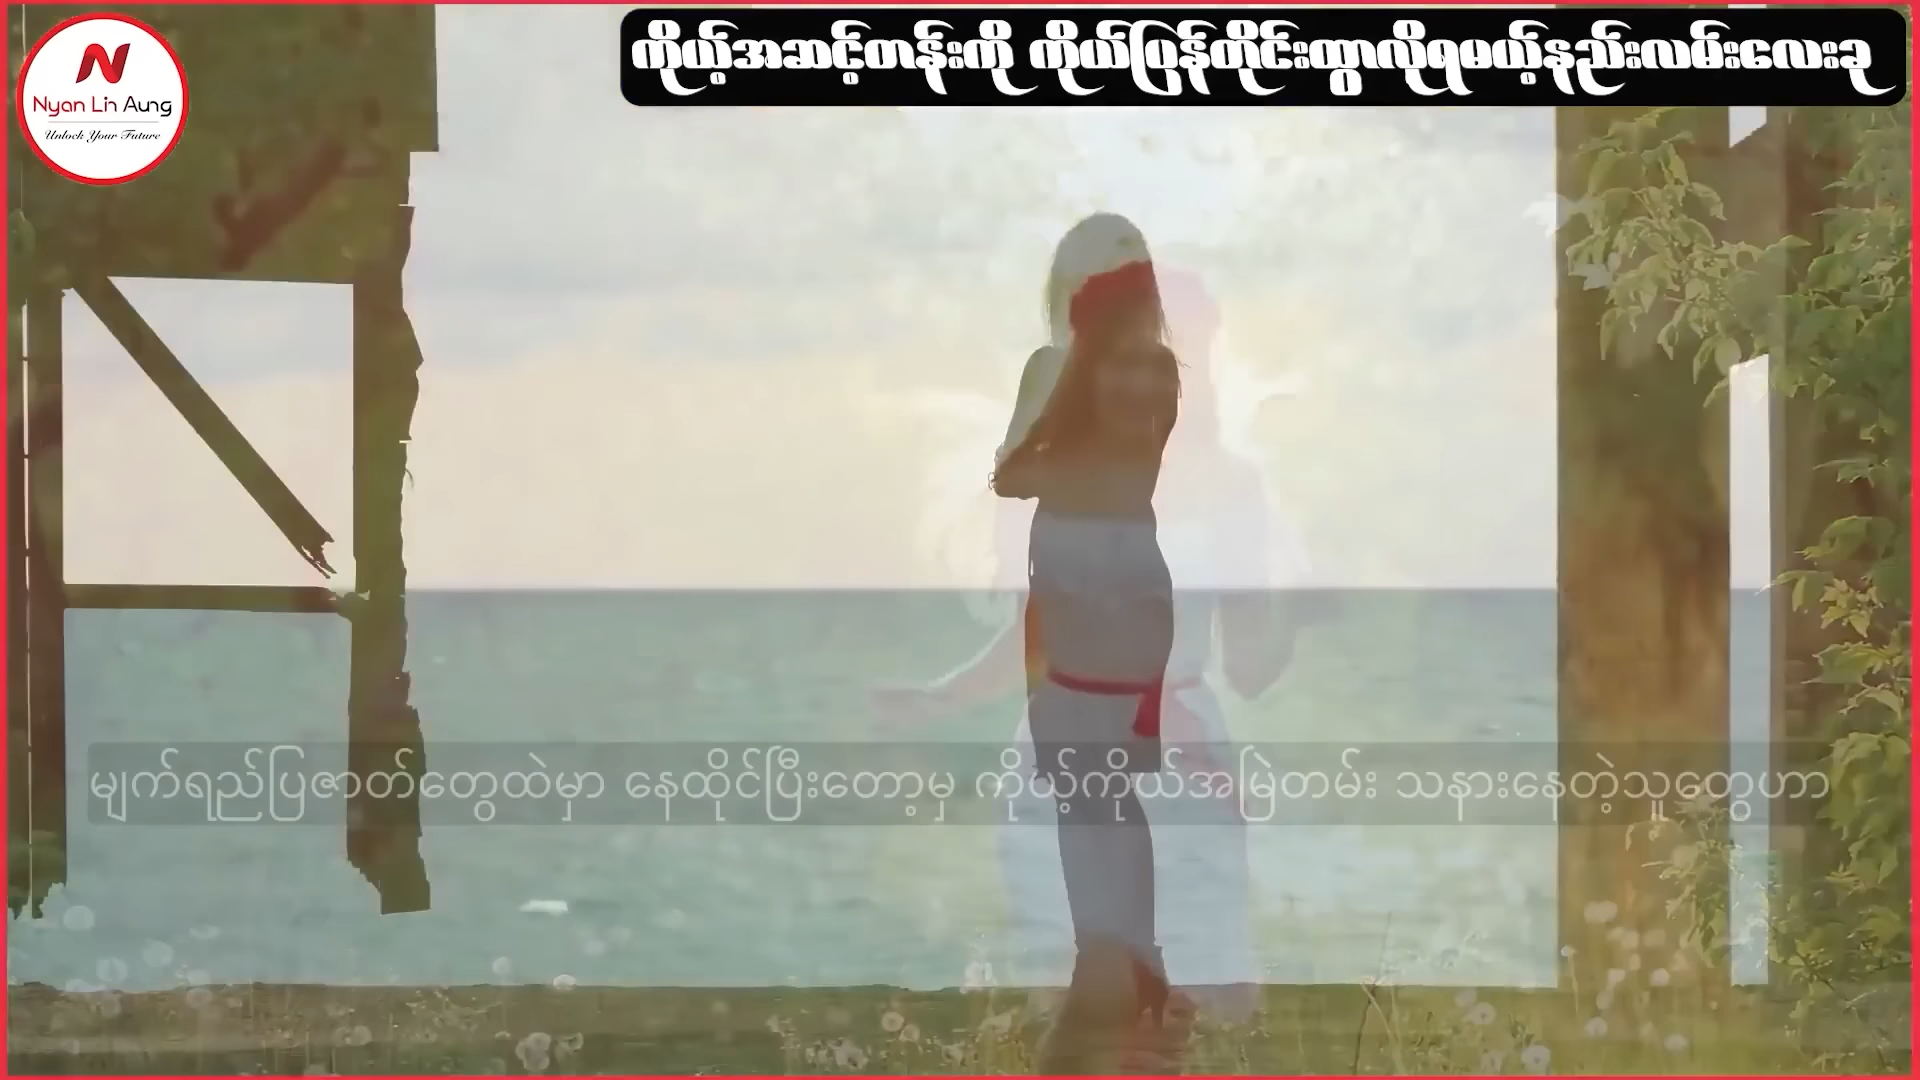 ကိုယ့်အဆင့်တန်းကို ကိုယ်ပြန်တိုင်းထွာလို့ရမယ့်နည်းလမ်းလေးခု
N
Nyan Lin Aung
Unlock Your Future
မျက်ရည်ပြဇာတ်တွေထဲမှာ နေထိုင်ပြီးတော့မှ ကိုယ့်ကိုယ်အမြဲတမ်း သနားနေတဲ့သူတွေဟာ